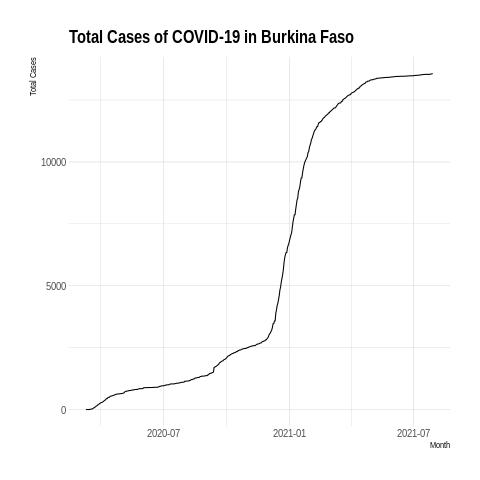 Total Cases of COVID-19 in Burkina Faso
Total Cases
10000
5000
0
2020-07
2021-01
2021-07
Month